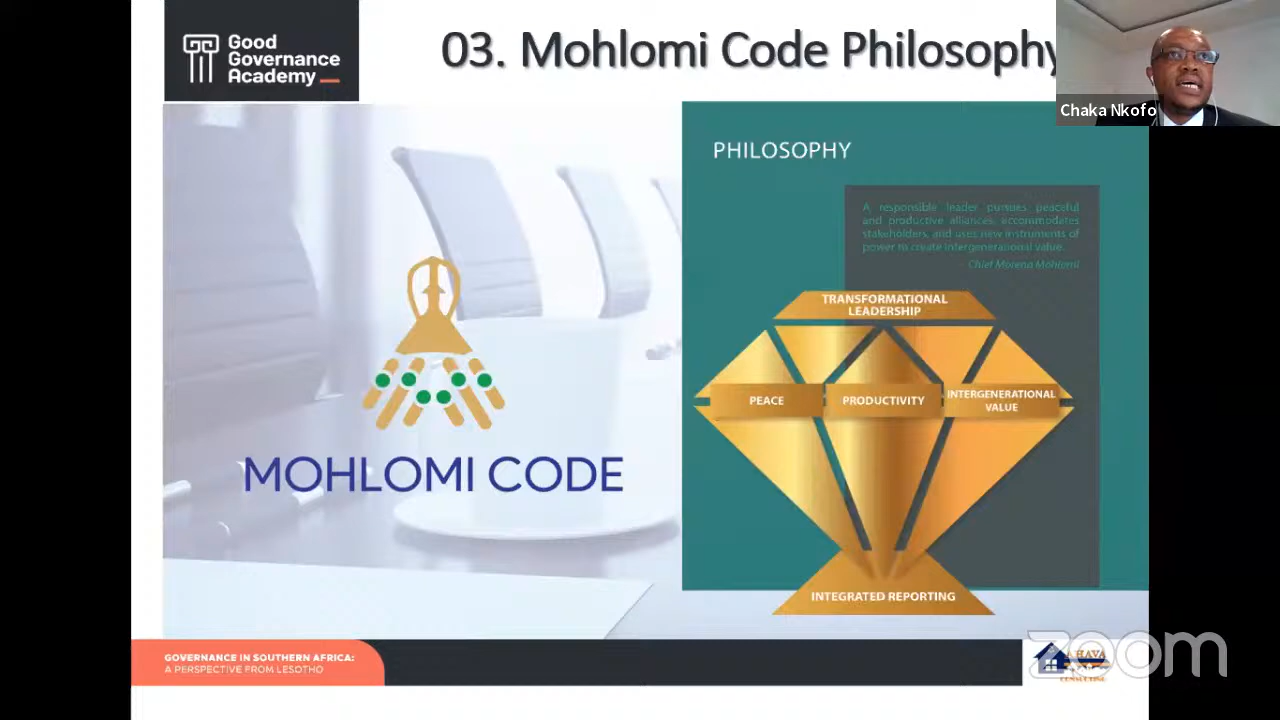 Good
Governance
Academy
03. Mohlomi Code Philosophy
Chaka Nkofo
PHILOSOPHY
A responsible leader pursues peaceful
and productive alliances, accommodates
stakeholders, and uses new instruments of
power to create intergenerational value.
Chief Morena Mohlomi
TRANSFORMATIONAL
LEADERSHIP
PEACE
PRODUCTIVITY
INTERGENERATIONAL
VALUE
INTEGRATED REPORTING
MOHLOMI CODE
GOVERNANCE IN SOUTHERN AFRICA:
A PERSPECTIVE FROM LESOTHO
zoom
CONSULTING